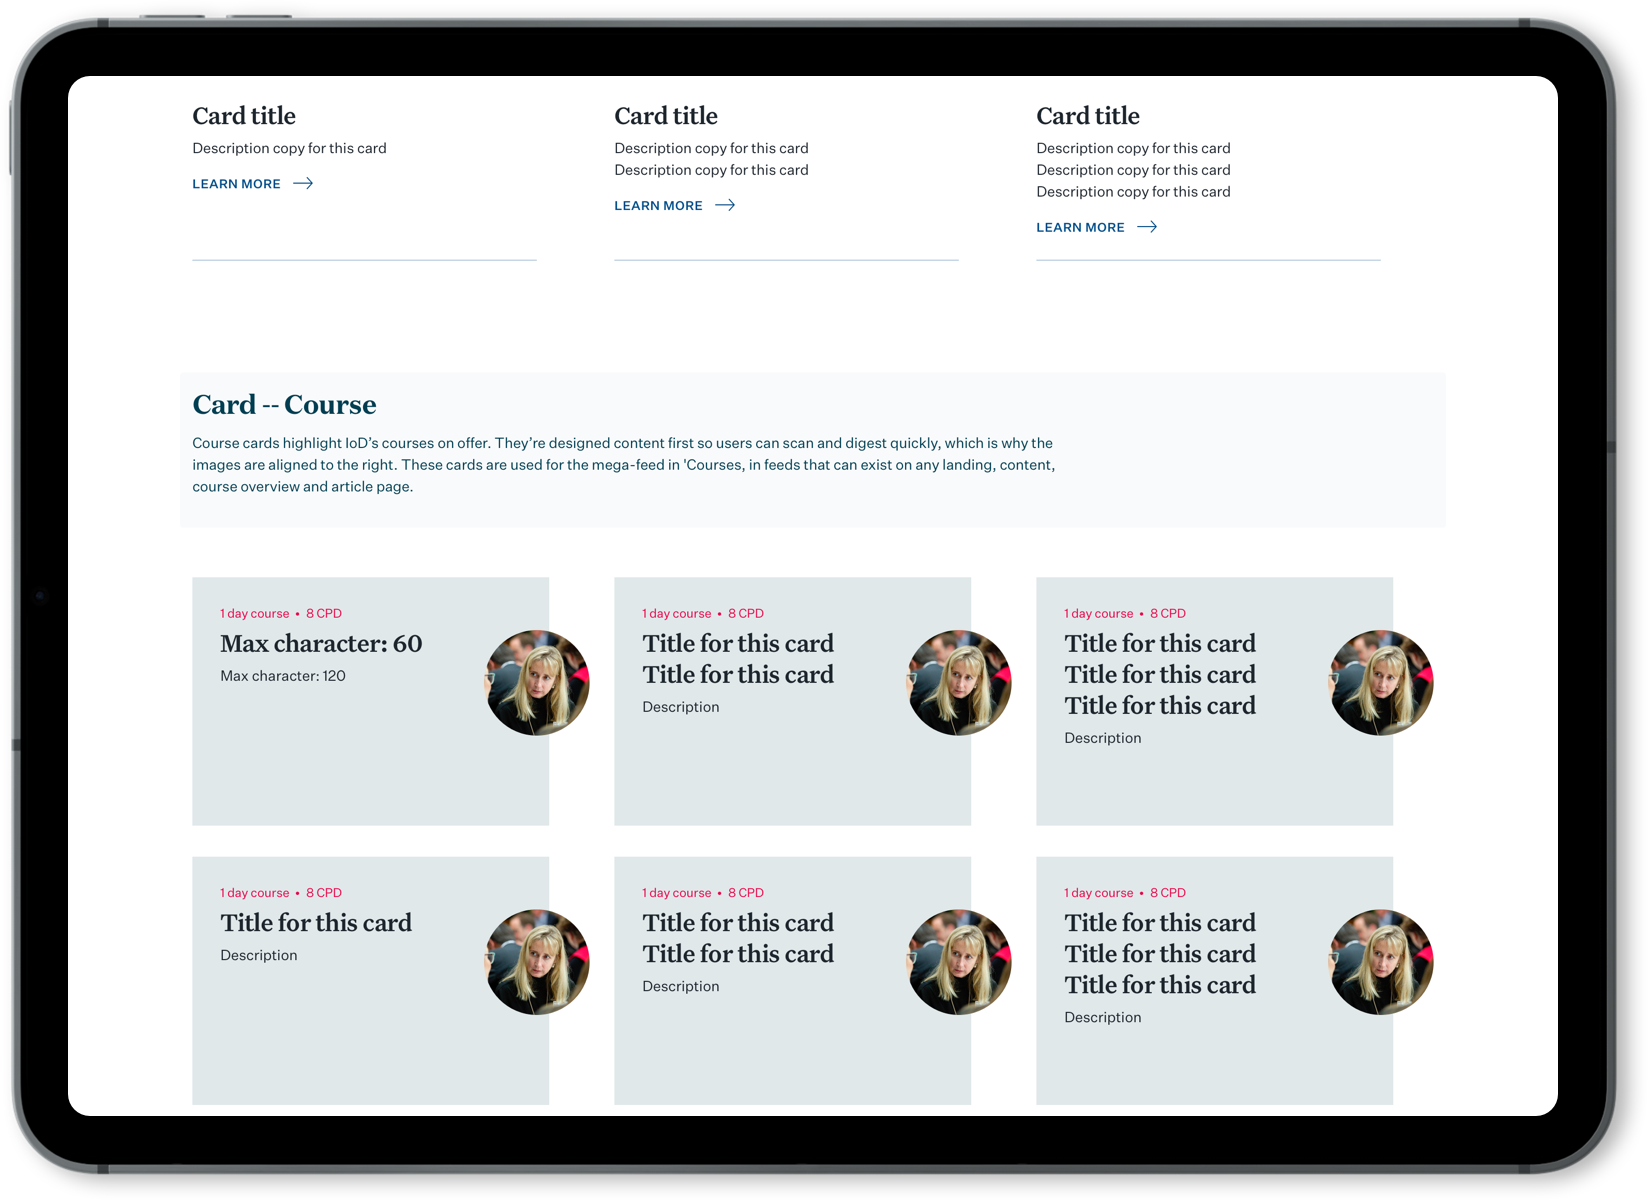 Card title
Description copy for this card
LEARN MORE
Card title
Description copy for this card
Description copy for this card
LEARN MORE
Card title
Description copy for this card
Description copy for this card
Description copy for this card
LEARN MORE
Card -- Course
Course cards highlight IoD’s courses on offer. They’re designed content first so users can scan and digest quickly, which is why the
images are aligned to the right. These cards are used for the mega-feed in 'Courses, in feeds that can exist on any landing, content,
course overview and article page.
1 day course • 8 CPD
Max character: 60
Max character: 120
1 day course • 8 CPD
Title for this card
Title for this card
Description
1 day course • 8 CPD
Title for this card
Title for this card
Title for this card
Description
1 day course • 8 CPD
Title for this card
Description
1 day course • 8 CPD
Title for this card
Title for this card
Description
1 day course • 8 CPD
Title for this card
Title for this card
Title for this card
Description